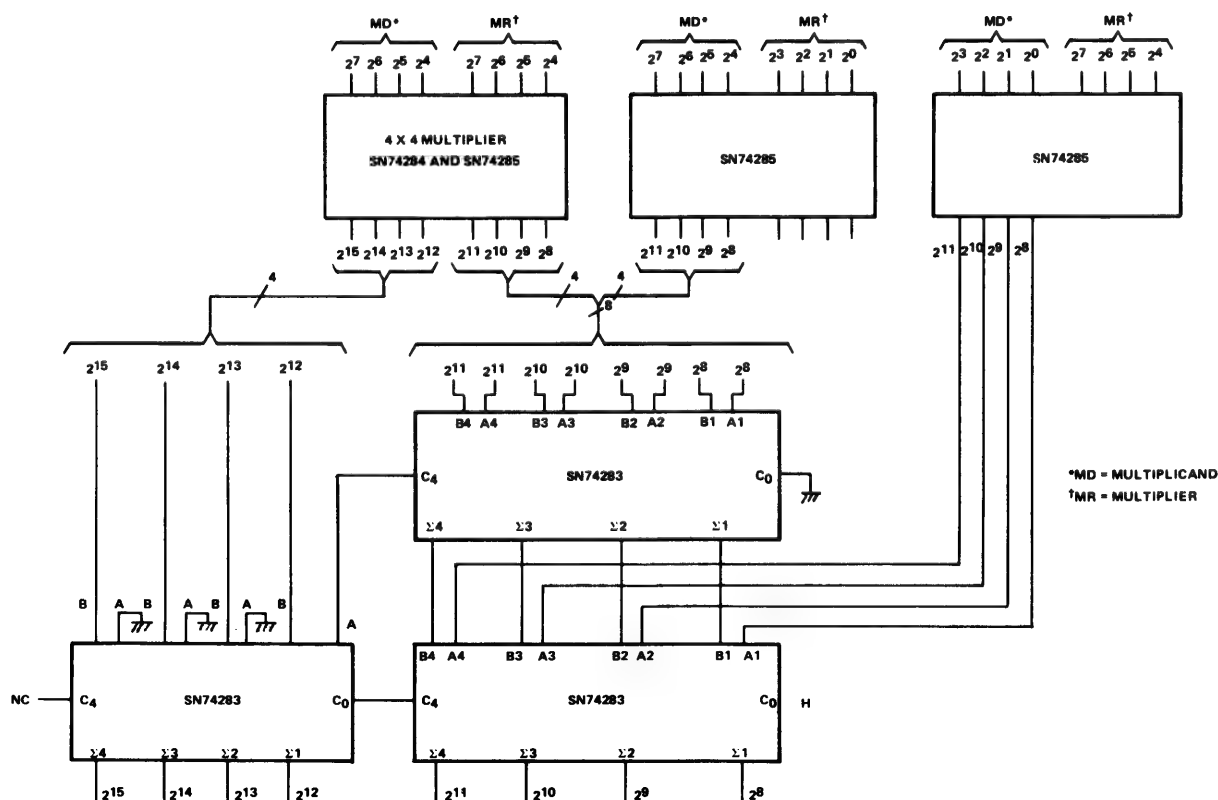 MD* MR† MD* MR† MD* MR†
2⁷ 2⁶ 2⁵ 2⁴ 2⁷ 2⁶ 2⁵ 2⁴ 2⁷ 2⁶ 2⁵ 2⁴ 2³ 2² 2¹ 2⁰ 2³ 2² 2¹ 2⁰ 2⁷ 2⁶ 2⁵ 2⁴
4 X 4 MULTIPLIER
SN74284 AND SN74285
SN74285
SN74285
2¹⁵ 2¹⁴ 2¹³ 2¹² 2¹¹ 2¹⁰ 2⁹ 2⁸ 2¹¹ 2¹⁰ 2⁹ 2⁸ 2¹¹ 2¹⁰ 2⁹ 2⁸
4 4 4
8
2¹⁵ 2¹⁴ 2¹³ 2¹² 2¹¹ 2¹¹ 2¹⁰ 2¹⁰ 2⁹ 2⁹ 2⁸ 2⁸
B4 A4 B3 A3 B2 A2 B1 A1
C4 SN74283 C0
Σ4 Σ3 Σ2 Σ1
*MD = MULTIPLICAND
†MR = MULTIPLIER
B A B A B A B A
B4 A4 B3 A3 B2 A2 B1 A1
NC C4 SN74283 C0 C4 SN74283 C0 H
Σ4 Σ3 Σ2 Σ1 Σ4 Σ3 Σ2 Σ1
2¹⁵ 2¹⁴ 2¹³ 2¹² 2¹¹ 2¹⁰ 2⁹ 2⁸